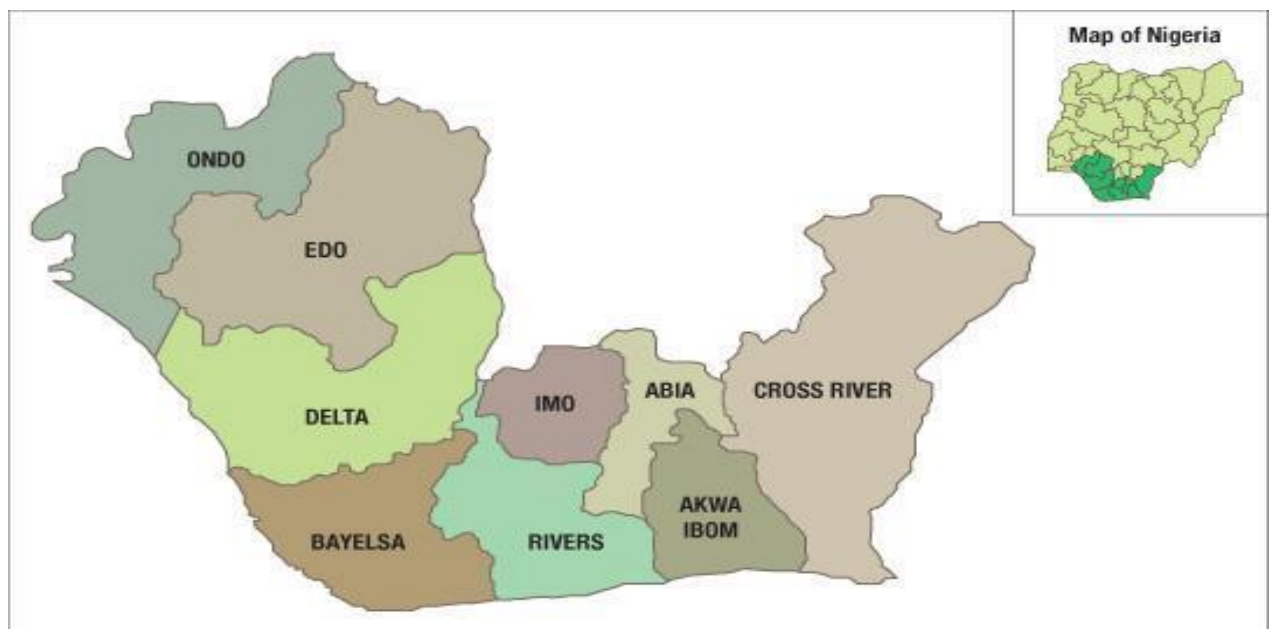 Map of Nigeria
ONDO
EDO
DELTA
IMO
ABIA
CROSS RIVER
AKWA
IBOM
BAYELSA
RIVERS